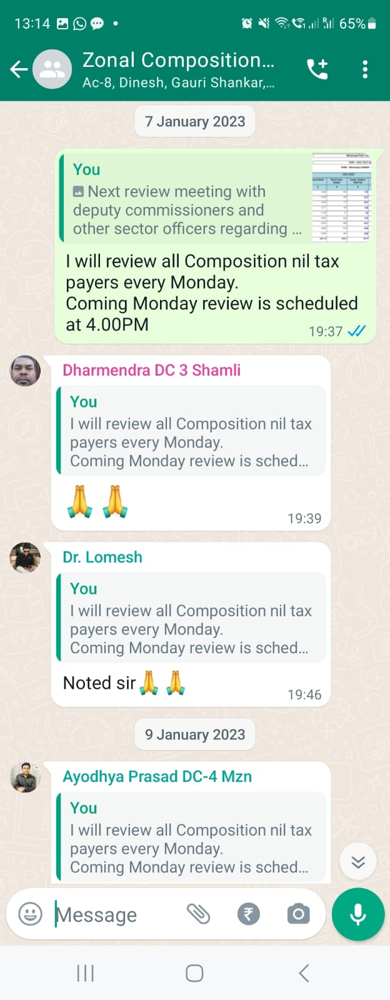 13:14
65%
Zonal Composition...
Ac-8, Dinesh, Gauri Shankar,...
7 January 2023
You
Next review meeting with
deputy commissioners and
other sector officers regarding ...
I will review all Composition nil tax
payers every Monday.
Coming Monday review is scheduled
at 4.00PM
19:37
Dharmendra DC 3 Shamli
You
I will review all Composition nil tax
payers every Monday.
Coming Monday review is sched...
🙏 🙏
19:39
Dr. Lomesh
You
I will review all Composition nil tax
payers every Monday.
Coming Monday review is sched...
Noted sir🙏 🙏
19:46
9 January 2023
Ayodhya Prasad DC-4 Mzn
You
I will review all Composition nil tax
payers every Monday.
Coming Monday review is sched...
Message
₹